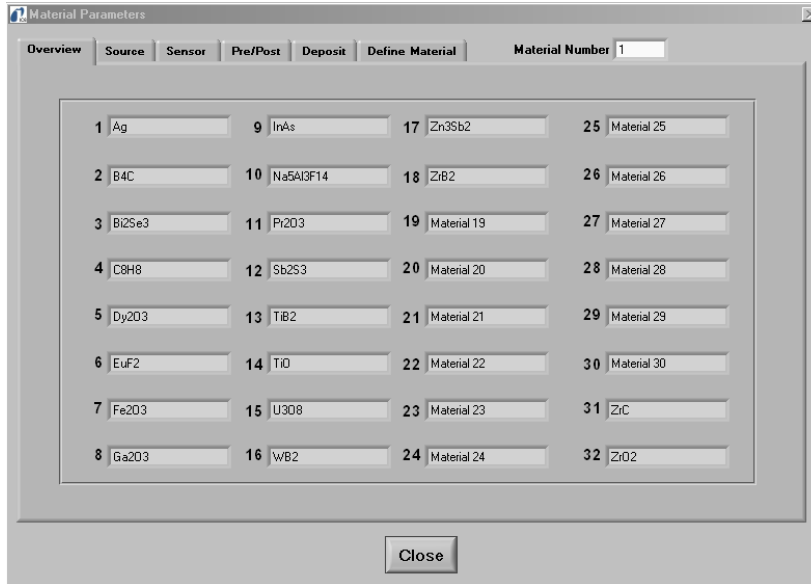 Material Parameters
Overview Source Sensor Pre/Post Deposit Define Material Material Number 1
1 Ag 9 InAs 17 Zn3Sb2 25 Material 25
2 B4C 10 Na5Al3F14 18 ZrB2 26 Material 26
3 Bi2Se3 11 Pr2O3 19 Material 19 27 Material 27
4 C8H8 12 Sb2S3 20 Material 20 28 Material 28
5 Dy2O3 13 TiB2 21 Material 21 29 Material 29
6 EuF2 14 TiO 22 Material 22 30 Material 30
7 Fe2O3 15 U3O8 23 Material 23 31 ZrC
8 Ga2O3 16 WB2 24 Material 24 32 ZrO2
Close